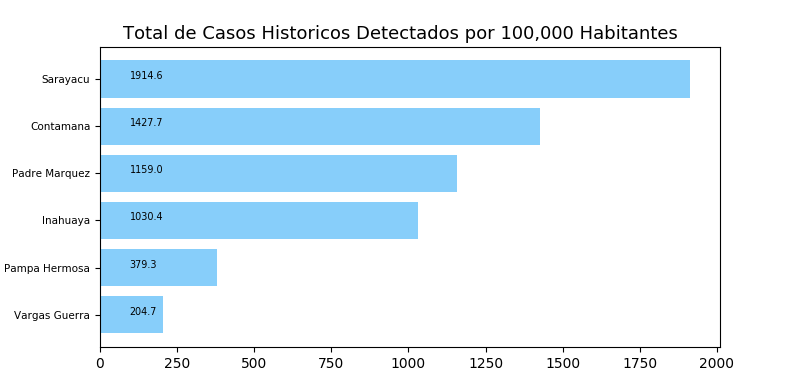 Total de Casos Historicos Detectados por 100,000 Habitantes
Sarayacu 1914.6
Contamana 1427.7
Padre Marquez 1159.0
Inahuaya 1030.4
Pampa Hermosa 379.3
Vargas Guerra 204.7
0 250 500 750 1000 1250 1500 1750 2000